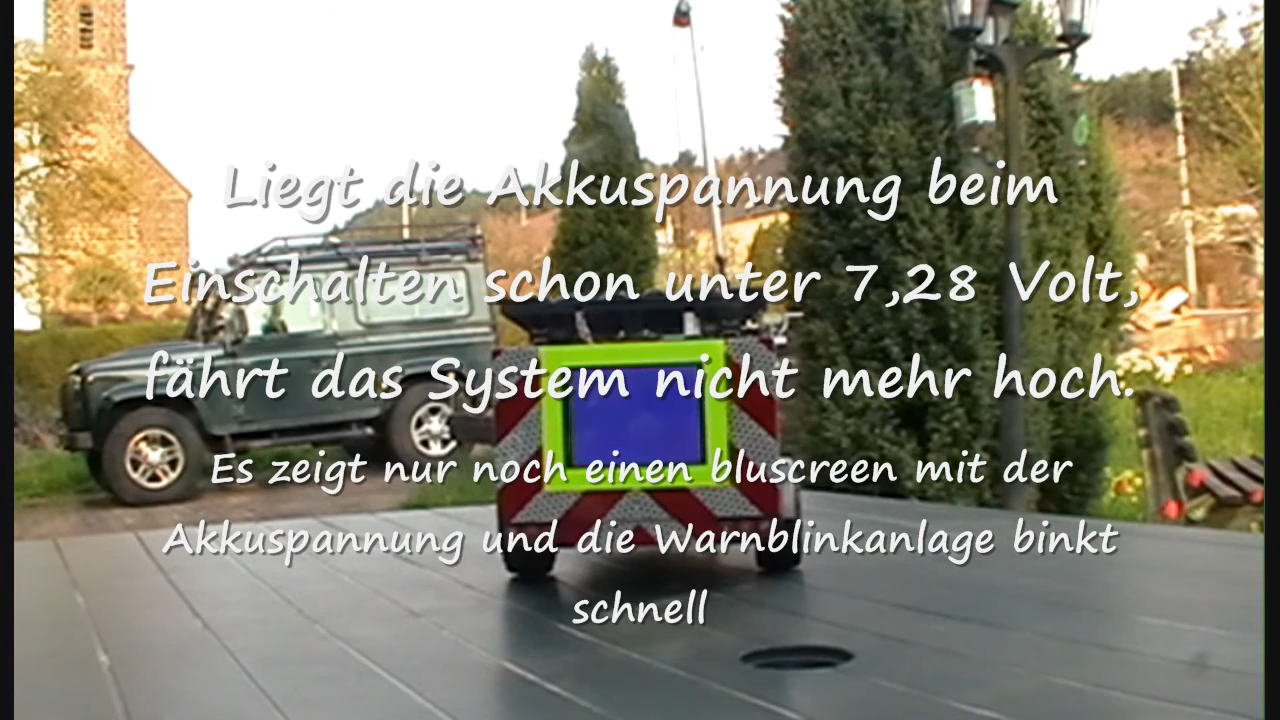 Liegt die Akkuspannung beim
Einschalten schon unter 7,28 Volt,
fährt das System nicht mehr hoch.
Es zeigt nur noch einen bluscreen mit der
Akkuspannung und die Warnblinkanlage binkt
schnell